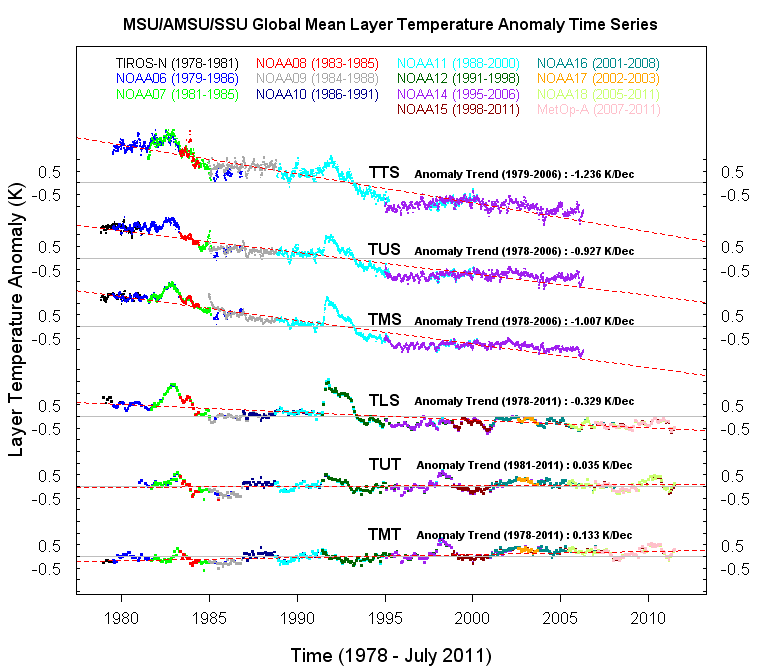 MSU/AMSU/SSU Global Mean Layer Temperature Anomaly Time Series
TIROS-N (1978-1981) NOAA08 (1983-1985) NOAA11 (1988-2000) NOAA16 (2001-2008)
NOAA06 (1979-1986) NOAA09 (1984-1988) NOAA12 (1991-1998) NOAA17 (2002-2003)
NOAA07 (1981-1985) NOAA10 (1986-1991) NOAA14 (1995-2006) NOAA18 (2005-2011)
NOAA15 (1998-2011) MetOp-A (2007-2011)
Layer Temperature Anomaly (K)
0.5 TTS Anomaly Trend (1979-2006) : -1.236 K/Dec 0.5
-0.5 -0.5
0.5 TUS Anomaly Trend (1978-2006) : -0.927 K/Dec 0.5
-0.5 -0.5
0.5 TMS Anomaly Trend (1978-2006) : -1.007 K/Dec 0.5
-0.5 -0.5
0.5 TLS Anomaly Trend (1978-2011) : -0.329 K/Dec 0.5
-0.5 -0.5
0.5 TUT Anomaly Trend (1981-2011) : 0.035 K/Dec 0.5
-0.5 -0.5
0.5 TMT Anomaly Trend (1978-2011) : 0.133 K/Dec 0.5
-0.5 -0.5
1980 1985 1990 1995 2000 2005 2010
Time (1978 - July 2011)